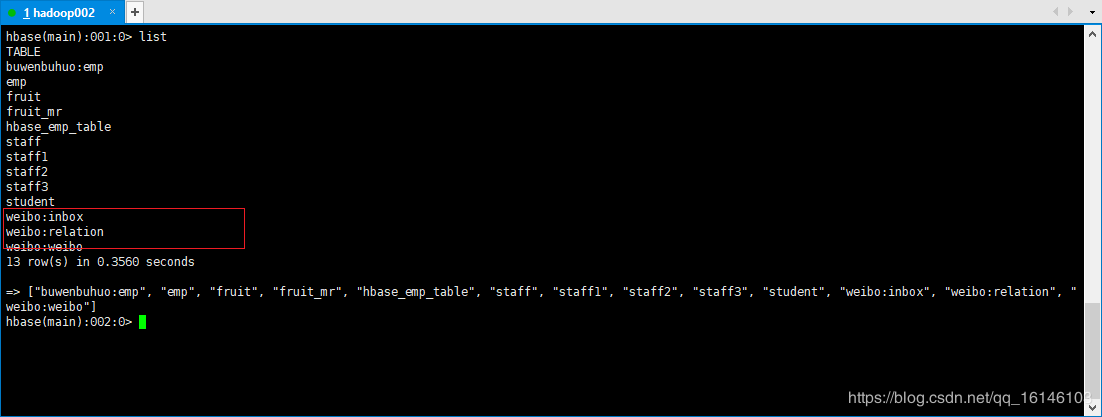 1 hadoop002
hbase(main):001:0> list
TABLE
buwenbuhuo:emp
emp
fruit
fruit_mr
hbase_emp_table
staff
staff1
staff2
staff3
student
weibo:inbox
weibo:relation
weibo:weibo
13 row(s) in 0.3560 seconds
=> ["buwenbuhuo:emp", "emp", "fruit", "fruit_mr", "hbase_emp_table", "staff", "staff1", "staff2", "staff3", "student", "weibo:inbox", "weibo:relation", "
weibo:weibo"]
hbase(main):002:0>
https://blog.csdn.net/qq_16146103